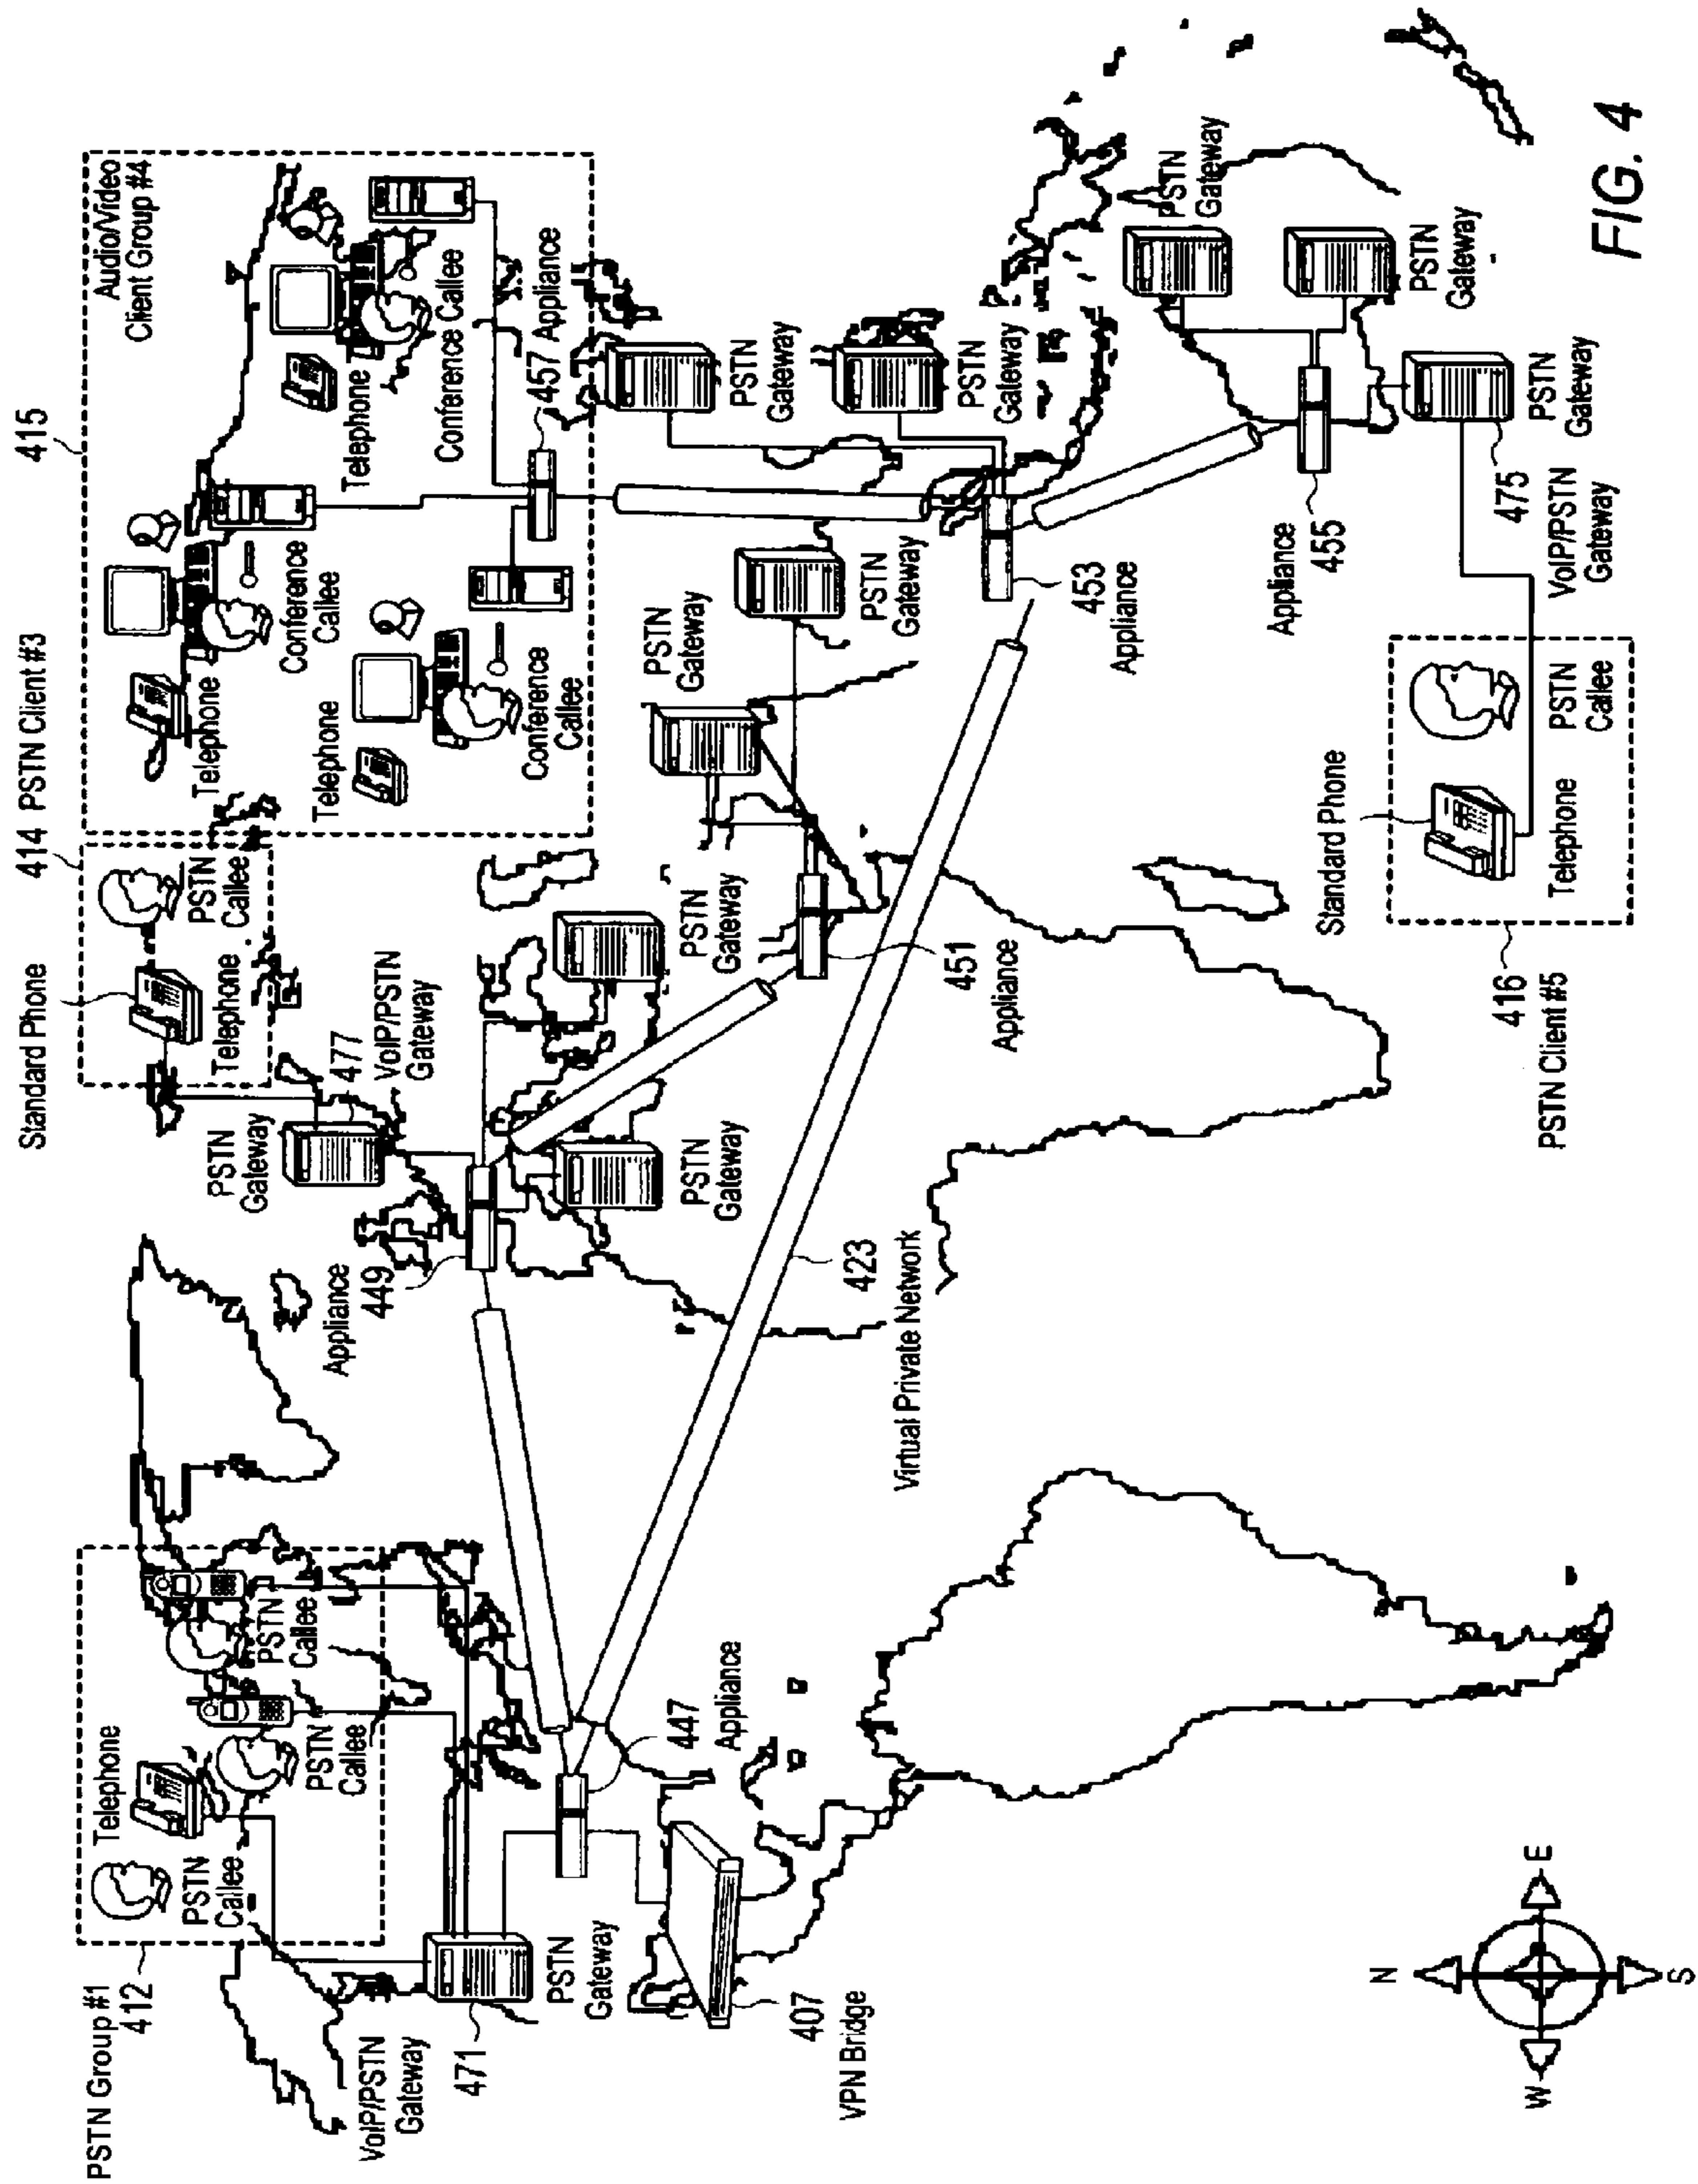 PSTN Group #1
412
Telephone
PSTN
Callee
PSTN
Callee
PSTN
Callee
VoIP/PSTN
Gateway
471
PSTN
Gateway
407
VPN Bridge
447
Appliance
Standard Phone
414 PSTN Client #3
PSTN
Callee
Telephone
PSTN
Gateway
477
VoIP/PSTN
Gateway
449
Appliance
PSTN
Gateway
PSTN
Gateway
451
Appliance
423
Virtual Private Network
415
Audio/Video
Client Group #4
Telephone
Conference
Callee
Telephone
Conference
Callee
Telephone
Conference Callee
457 Appliance
PSTN
Gateway
PSTN
Gateway
PSTN
Gateway
PSTN
Gateway
453
Appliance
PSTN
Gateway
PSTN
Gateway
Appliance
455
PSTN
Gateway
475
VoIP/PSTN
Gateway
Standard Phone
Telephone
PSTN
Callee
416
PSTN Client #5
N
W
E
S
FIG. 4